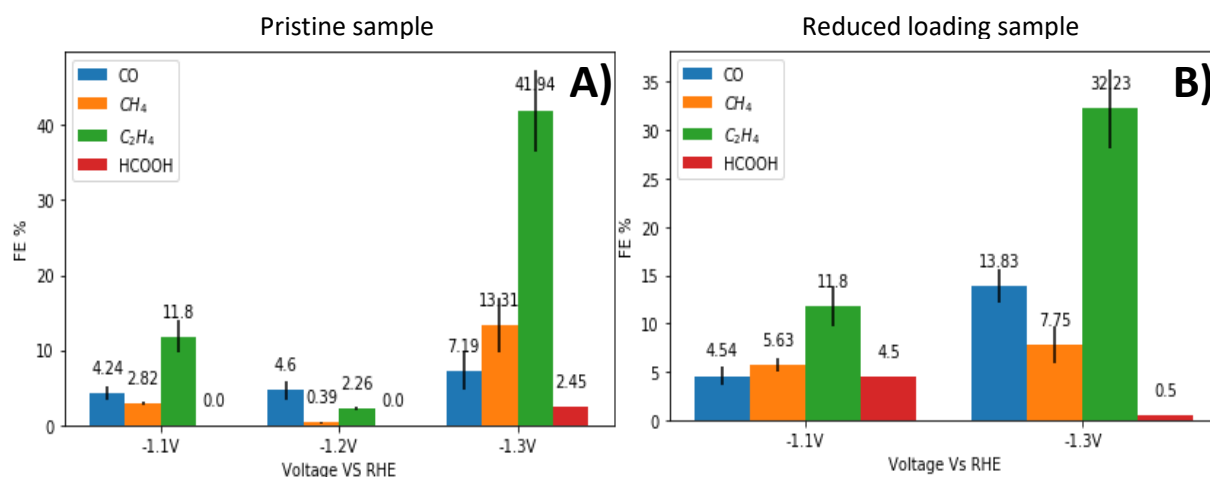 Pristine sample
A)
CO
CH₄
C₂H₄
HCOOH
FE %
40
30
20
10
0
4.24
2.82
11.8
0.0
4.6
0.39
2.26
0.0
7.19
13.31
41.94
2.45
-1.1V
-1.2V
-1.3V
Voltage VS RHE
Reduced loading sample
B)
CO
CH₄
C₂H₄
HCOOH
FE %
35
30
25
20
15
10
5
0
4.54
5.63
11.8
4.5
13.83
7.75
32.23
0.5
-1.1V
-1.3V
Voltage Vs RHE